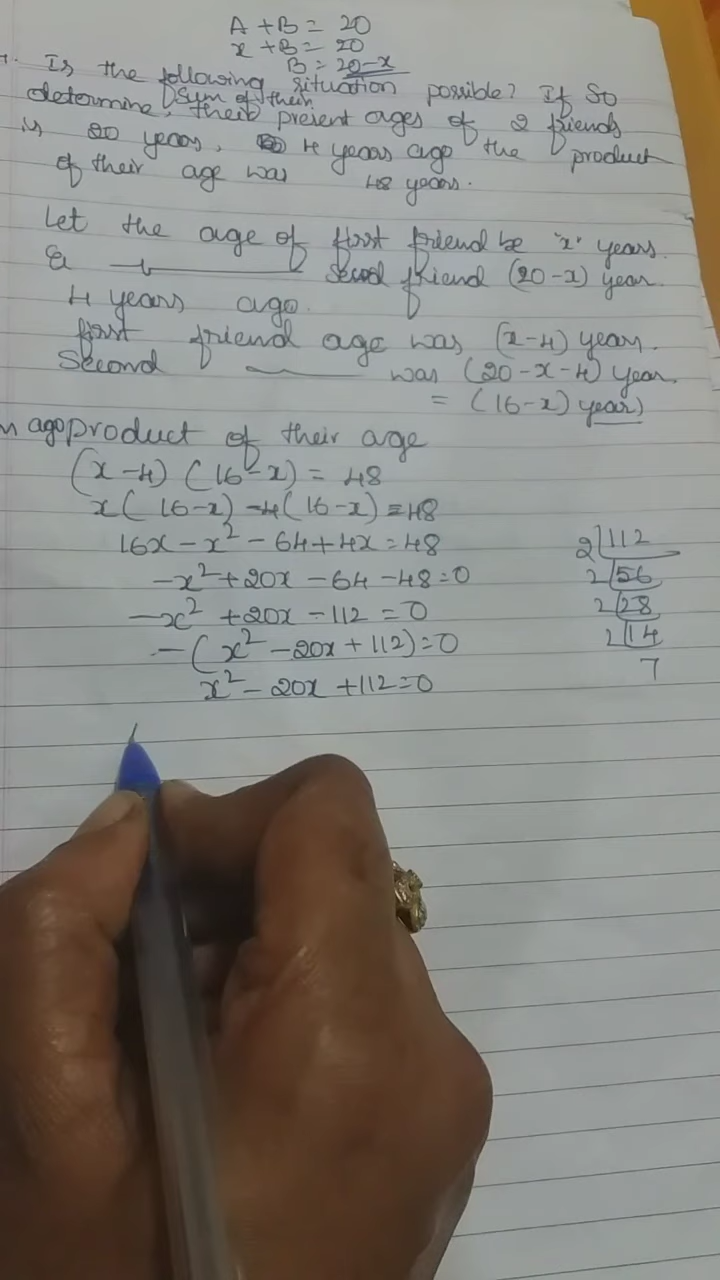 A + B = 20
x + B = 20
B = 20 - x
Is the following situation possible? If so
sum of their
determine, their present ages of 2 friends
is 20 years, 4 years ago the product
of their age was 48 years.
Let the age of first friend be 'x' years.
& second friend (20-x) year.
4 years ago.
first friend age was (x-4) years.
Second was (20-x-4) year.
= (16-x) year)
ago product of their age
(x-4) (16-x) = 48
x(16-x) -4(16-x) = 48
16x - x² - 64 + 4x = 48
-x² + 20x - 64 - 48 = 0
-x² + 20x - 112 = 0
-(x² - 20x + 112) = 0
x² - 20x + 112 = 0
2 | 112
2 | 56
2 | 28
2 | 14
7